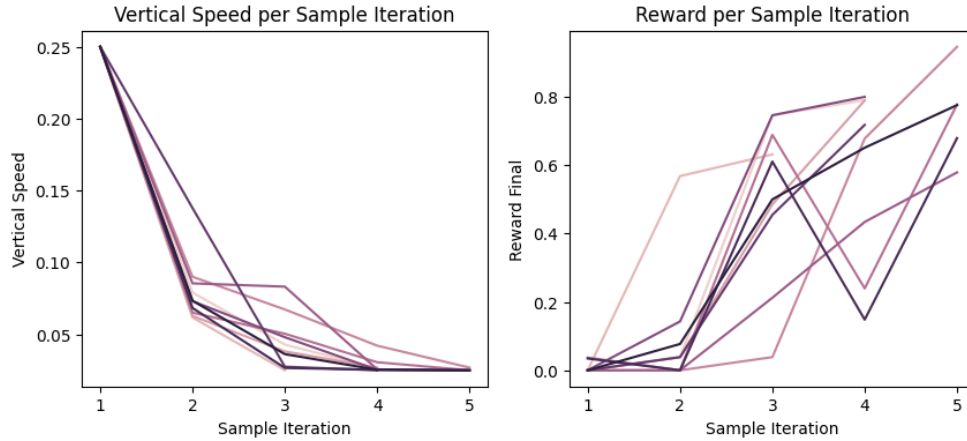 Vertical Speed per Sample Iteration
0.25
0.20
0.15
0.10
0.05
Vertical Speed
1 2 3 4 5
Sample Iteration
Reward per Sample Iteration
0.8
0.6
0.4
0.2
0.0
Reward Final
1 2 3 4 5
Sample Iteration